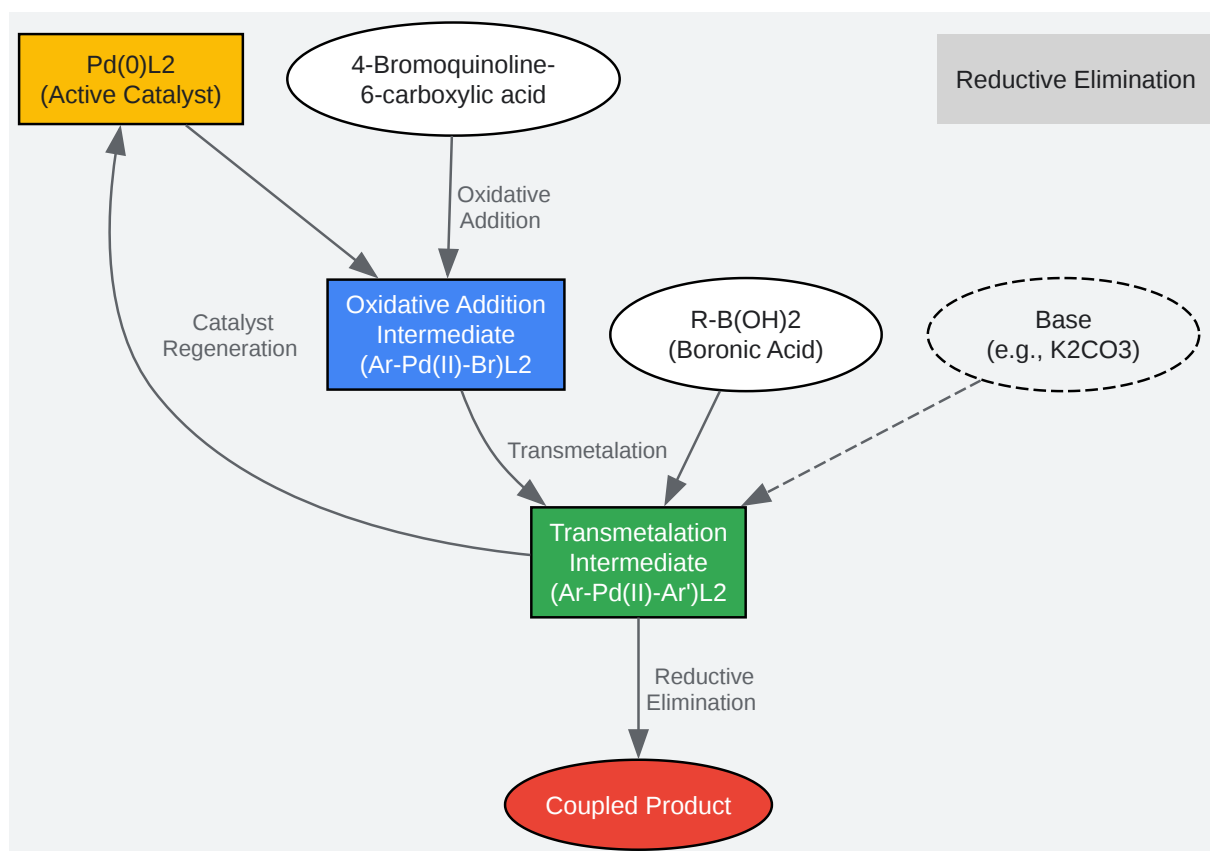 Pd(0)L2
(Active Catalyst)
4-Bromoquinoline-
6-carboxylic acid
Reductive Elimination
Oxidative
Addition
Oxidative Addition
Intermediate
(Ar-Pd(II)-Br)L2
R-B(OH)2
(Boronic Acid)
Base
(e.g., K2CO3)
Catalyst
Regeneration
Transmetalation
Transmetalation
Intermediate
(Ar-Pd(II)-Ar')L2
Reductive
Elimination
Coupled Product